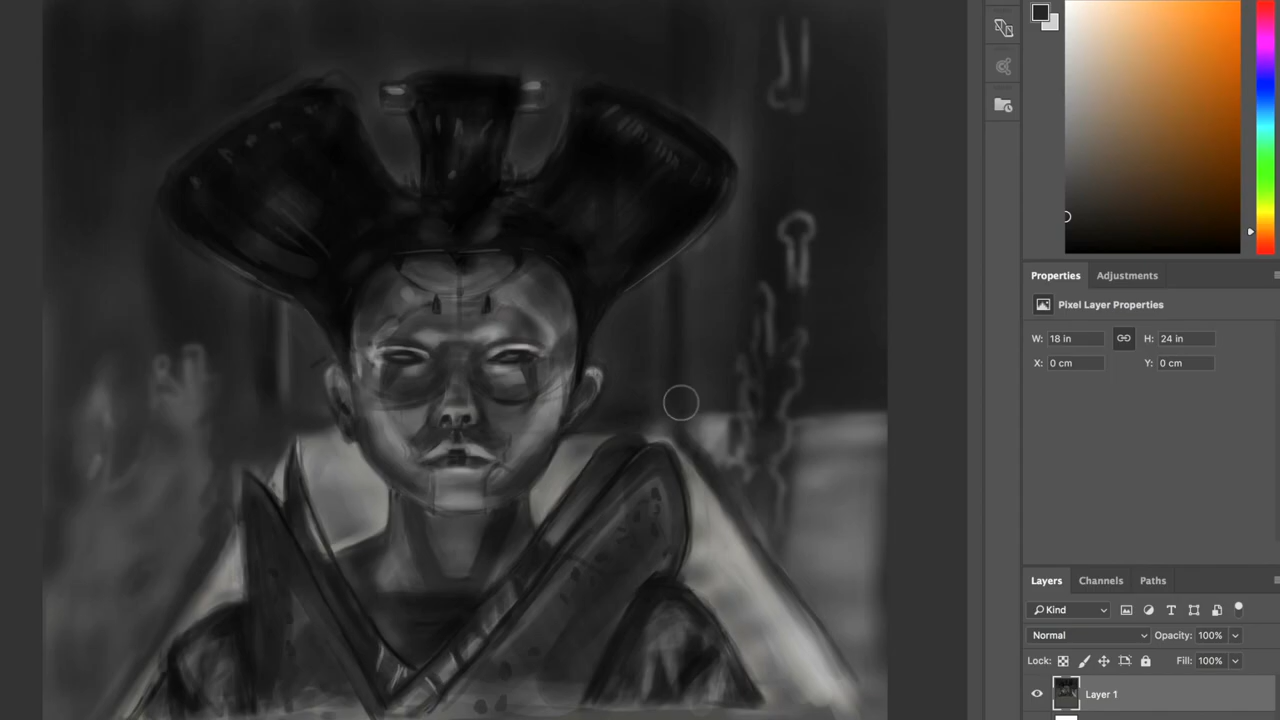 Properties Adjustments
Pixel Layer Properties
W: 18 in H: 24 in
X: 0 cm Y: 0 cm
Layers Channels Paths
Kind
Normal Opacity: 100%
Lock: Fill: 100%
Layer 1